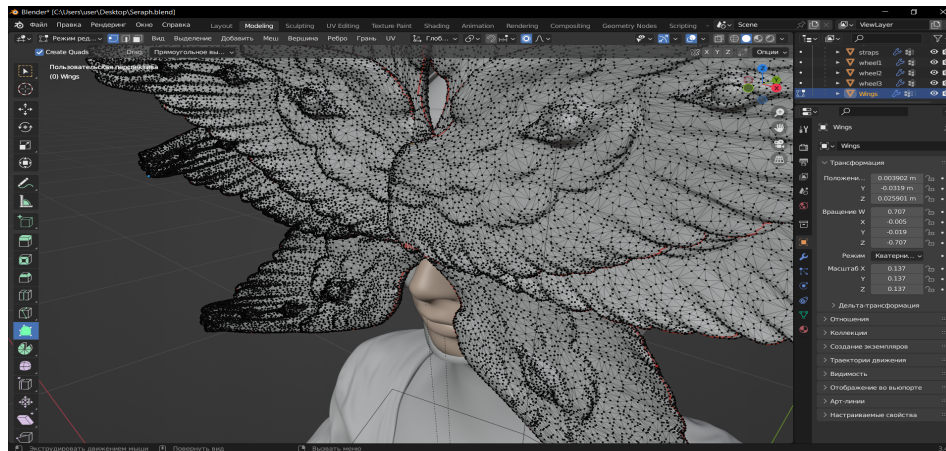 Blender* [C:\Users\user\Desktop\Seraph.blend]
Файл Правка Рендеринг Окно Справка Layout Modeling Sculpting UV Editing Texture Paint Shading Animation Rendering Compositing Geometry Nodes Scripting Scene ViewLayer
Режим ред... Вид Выделение Добавить Меш Вершина Ребро Грань UV Глоб...
Create Quads Drag: Прямоугольное вы... X Y Z Опции
Пользовательская перспектива
(0) Wings
straps
wheel1
wheel2
wheel3
Wings
Wings
Wings
Трансформация
Положени... 0.003902 m
Y -0.0319 m
Z 0.025901 m
Вращение W 0.707
X -0.005
Y -0.019
Z -0.707
Режим Кватерни...
Масштаб X 0.137
Y 0.137
Z 0.137
Дельта-трансформация
Отношения
Коллекции
Создание экземпляров
Траектории движения
Видимость
Отображение во вьюпорте
Арт-линии
Настраиваемые свойства
Экструдировать движением мыши Повернуть вид Вызвать меню